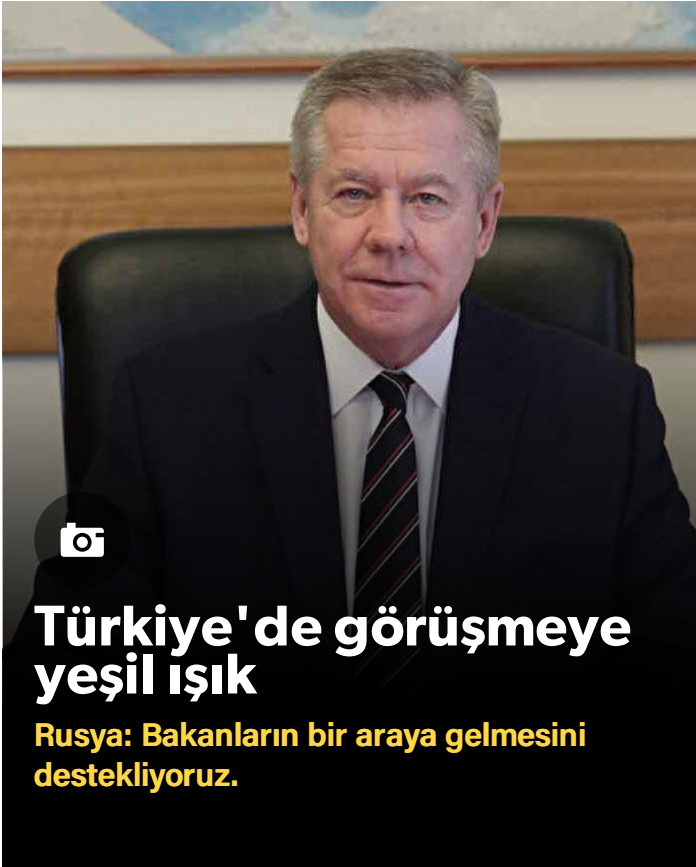 Türkiye'de görüşmeye
yeşil ışık
Rusya: Bakanların bir araya gelmesini
destekliyoruz.